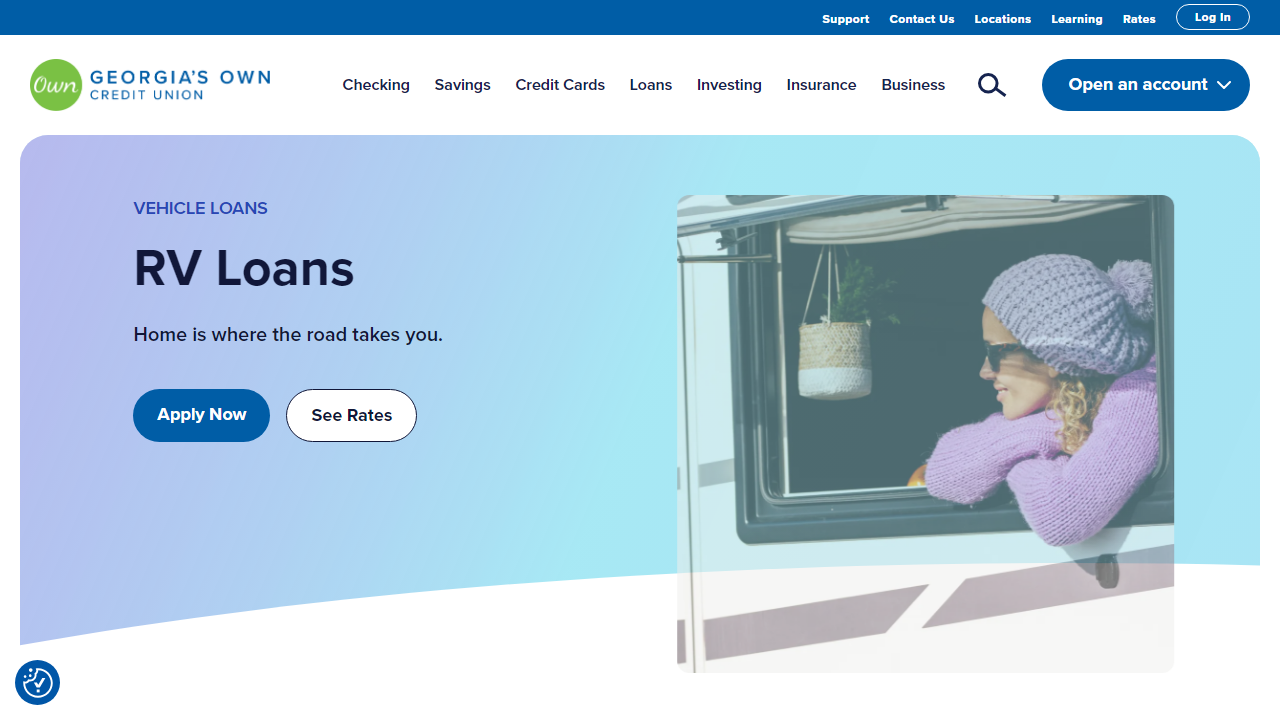 Support Contact Us Locations Learning Rates Log In
Own GEORGIA'S OWN
CREDIT UNION
Checking Savings Credit Cards Loans Investing Insurance Business Open an account
VEHICLE LOANS
RV Loans
Home is where the road takes you.
Apply Now See Rates